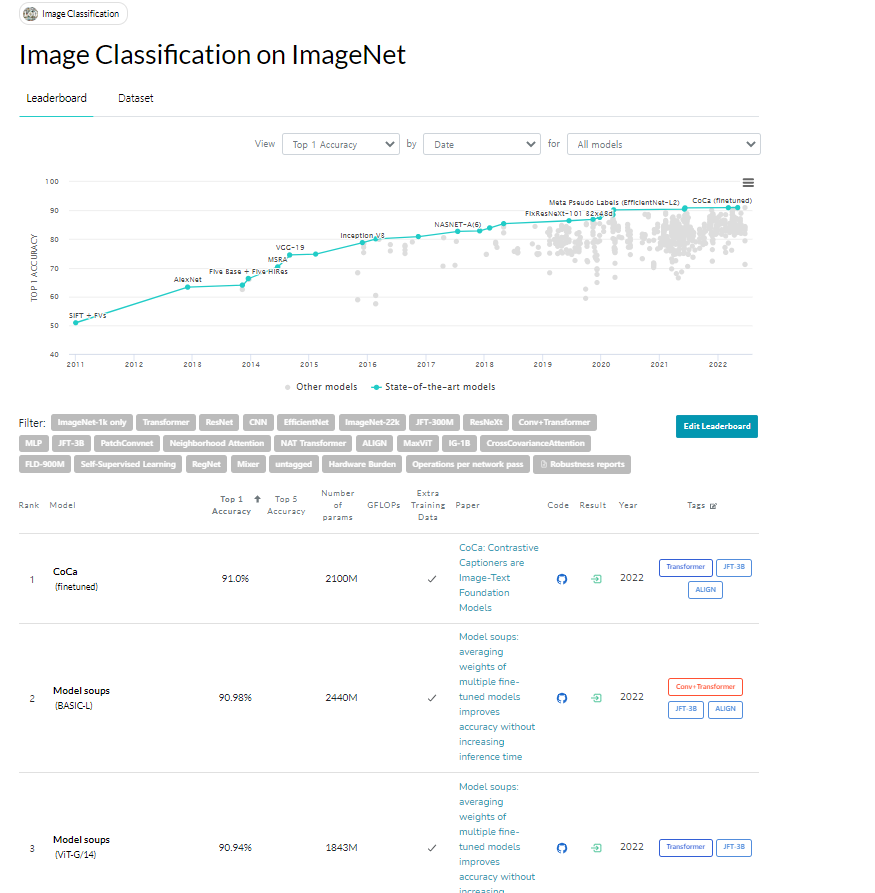 Image Classification
Image Classification on ImageNet
Leaderboard Dataset
View Top 1 Accuracy by Date for All models
TOP 1 ACCURACY
100
90
80
70
60
50
40
SIFT + FVs
AlexNet
Five Base + Five HiRes
MSRA
VGG-19
Inception V3
NASNET-A(6)
FixResNeXt-101 32x48d
Meta Pseudo Labels (EfficientNet-L2)
CoCa (finetuned)
2011 2012 2013 2014 2015 2016 2017 2018 2019 2020 2021 2022
Other models State-of-the-art models
Filter: ImageNet-1k only Transformer ResNet CNN EfficientNet ImageNet-22k JFT-300M ResNeXt Conv+Transformer
Edit Leaderboard
MLP JFT-3B PatchConvnet Neighborhood Attention NAT Transformer ALIGN MaxViT IG-1B CrossCovarianceAttention
FLD-900M Self-Supervised Learning RegNet Mixer untagged Hardware Burden Operations per network pass Robustness reports
Rank Model
Top 1
Accuracy
Top 5
Accuracy
Number
of
params
GFLOPs
Extra
Training
Data
Paper Code Result Year Tags
1
CoCa
(finetuned)
91.0% 2100M
CoCa: Contrastive
Captioners are
Image-Text
Foundation
Models
2022
Transformer JFT-3B
ALIGN
2
Model soups
(BASIC-L)
90.98% 2440M
Model soups:
averaging
weights of
multiple fine-
tuned models
improves
accuracy without
increasing
inference time
2022
Conv+Transformer
JFT-3B ALIGN
3
Model soups
(ViT-G/14)
90.94% 1843M
Model soups:
averaging
weights of
multiple fine-
tuned models
improves
accuracy without
increasing
2022
Transformer JFT-3B